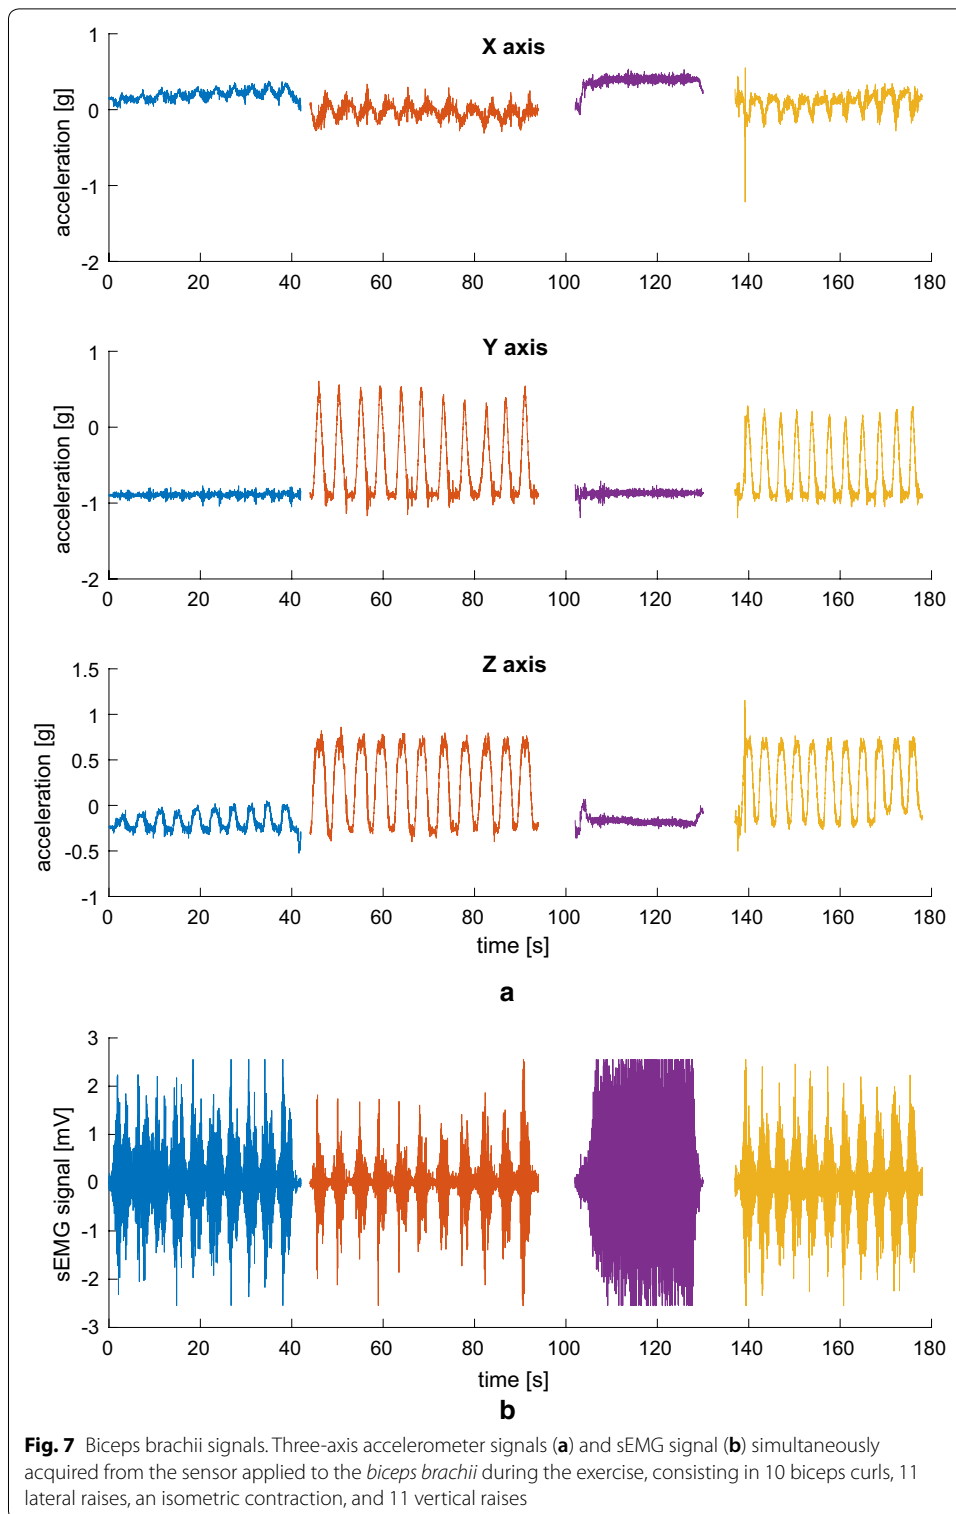 X axis
1
0
-1
-2
acceleration [g]
0 20 40 60 80 100 120 140 160 180
Y axis
1
0
-1
-2
acceleration [g]
0 20 40 60 80 100 120 140 160 180
Z axis
1.5
1
0.5
0
-0.5
-1
acceleration [g]
0 20 40 60 80 100 120 140 160 180
time [s]
a
3
2
1
0
-1
-2
-3
sEMG signal [mV]
0 20 40 60 80 100 120 140 160 180
time [s]
b
Fig. 7 Biceps brachii signals. Three-axis accelerometer signals (a) and sEMG signal (b) simultaneously
acquired from the sensor applied to the biceps brachii during the exercise, consisting in 10 biceps curls, 11
lateral raises, an isometric contraction, and 11 vertical raises